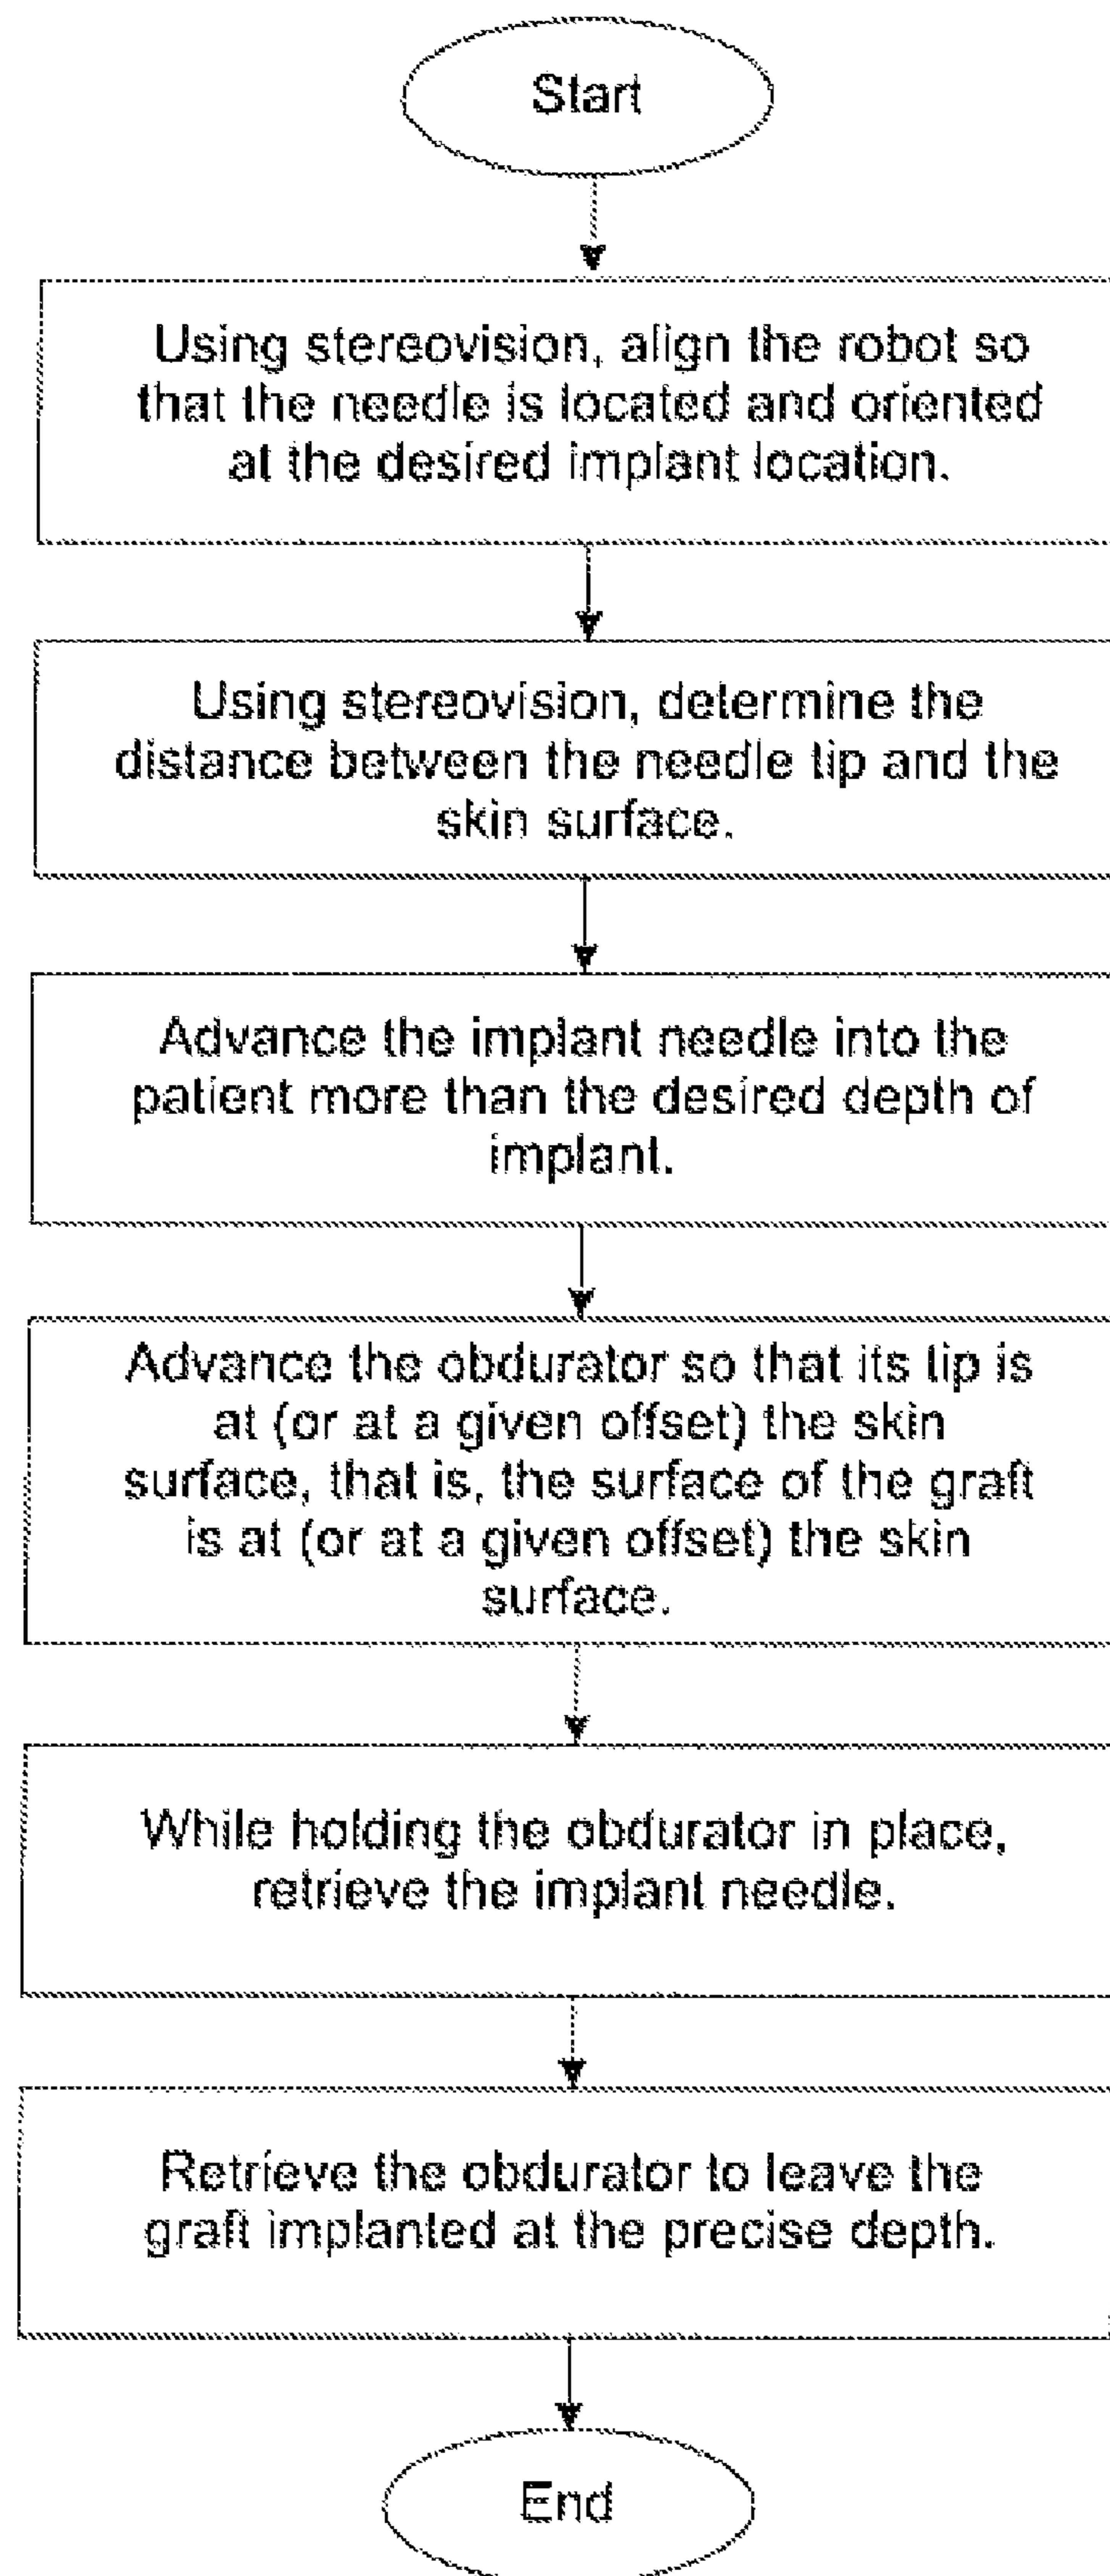 Start
Using stereovision, align the robot so
that the needle is located and oriented
at the desired implant location.
Using stereovision, determine the
distance between the needle tip and the
skin surface.
Advance the implant needle into the
patient more than the desired depth of
implant.
Advance the obdurator so that its tip is
at (or at a given offset) the skin
surface, that is, the surface of the graft
is at (or at a given offset) the skin
surface.
While holding the obdurator in place,
retrieve the implant needle.
Retrieve the obdurator to leave the
graft implanted at the precise depth.
End